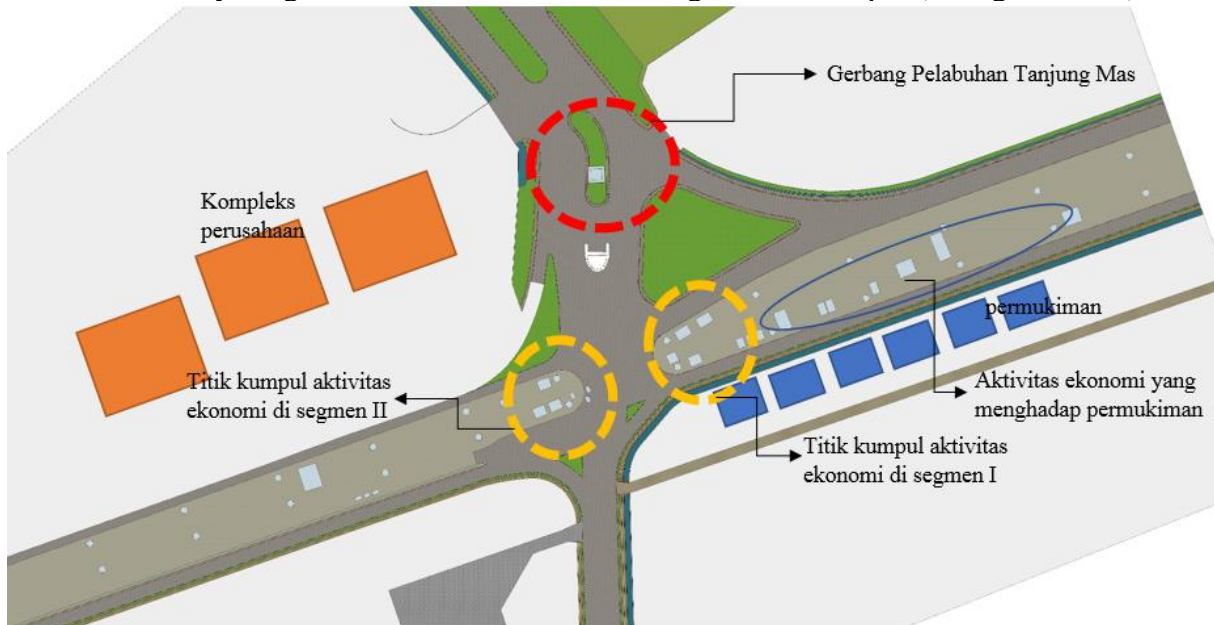 Gerbang Pelabuhan Tanjung Mas
Kompleks
perusahaan
permukiman
Titik kumpul aktivitas
ekonomi di segmen II
Aktivitas ekonomi yang
menghadap permukiman
Titik kumpul aktivitas
ekonomi di segmen I